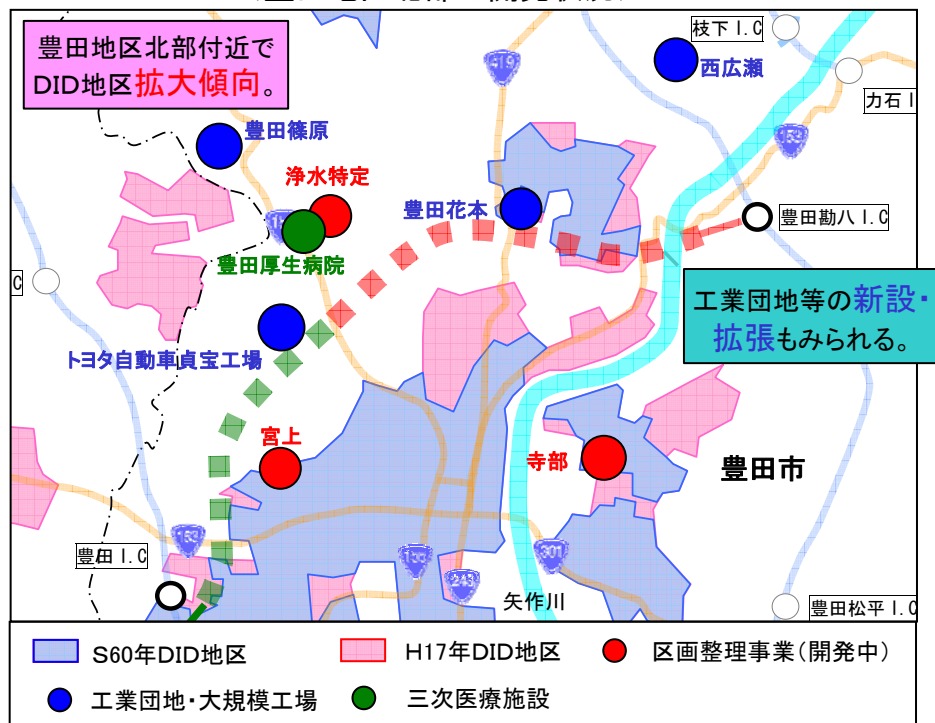 豊田地区北部付近で
DID地区拡大傾向。
枝下 I.C
西広瀬
419
力石 I
153
豊田篠原
浄水特定
豊田花本
豊田勘八 I.C
豊田厚生病院
C
工業団地等の新設・
拡張もみられる。
トヨタ自動車貞宝工場
宮上
寺部
豊田市
153
豊田 I.C
155
301
248
矢作川
豊田松平 I.C
S60年DID地区
H17年DID地区
区画整理事業(開発中)
工業団地・大規模工場
三次医療施設